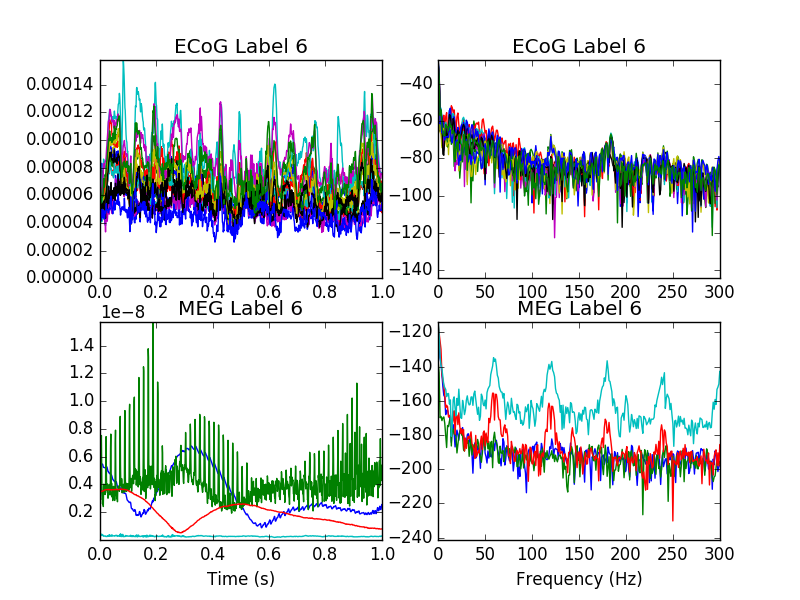 ECoG Label 6
0.00014
0.00012
0.00010
0.00008
0.00006
0.00004
0.00002
0.00000
0.0 0.2 0.4 0.6 0.8 1.0
ECoG Label 6
−40
−60
−80
−100
−120
−140
0 50 100 150 200 250 300
MEG Label 6
1e−8
1.4
1.2
1.0
0.8
0.6
0.4
0.2
0.0 0.2 0.4 0.6 0.8 1.0
Time (s)
MEG Label 6
−120
−140
−160
−180
−200
−220
−240
0 50 100 150 200 250 300
Frequency (Hz)